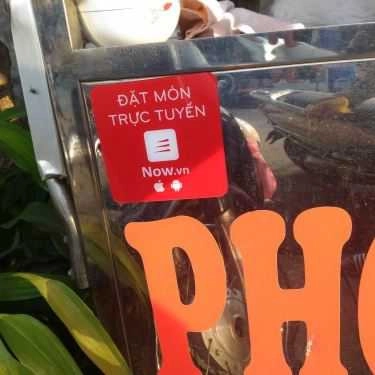 ĐẶT MÓN
TRỰC TUYẾN
Now.vn
PH